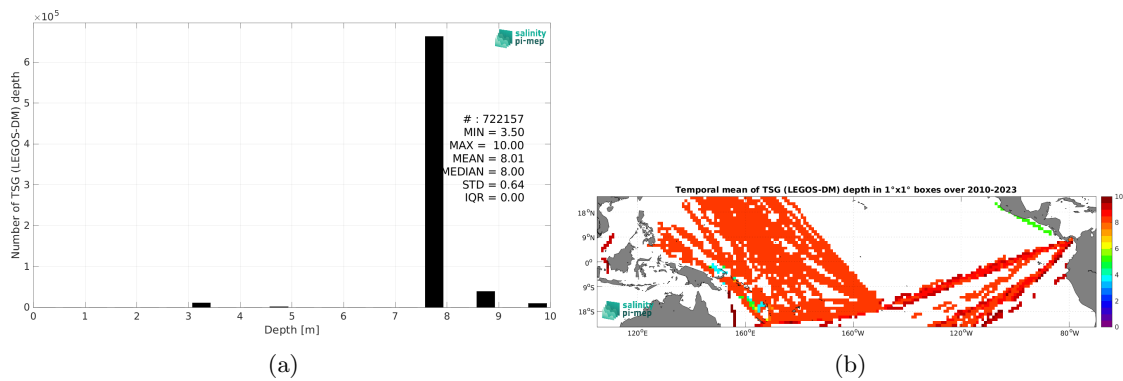 ×10⁵
6
5
4
3
2
1
0
Number of TSG (LEGOS-DM) depth
0 1 2 3 4 5 6 7 8 9 10
Depth [m]
salinity
pi-mep
# : 722157
MIN = 3.50
MAX = 10.00
MEAN = 8.01
MEDIAN = 8.00
STD = 0.64
IQR = 0.00
(a)
Temporal mean of TSG (LEGOS-DM) depth in 1°x1° boxes over 2010-2023
18°N
9°N
0°
9°S
18°S
120°E 160°E 160°W 120°W 80°W
salinity
pi-mep
10
8
6
4
2
0
(b)